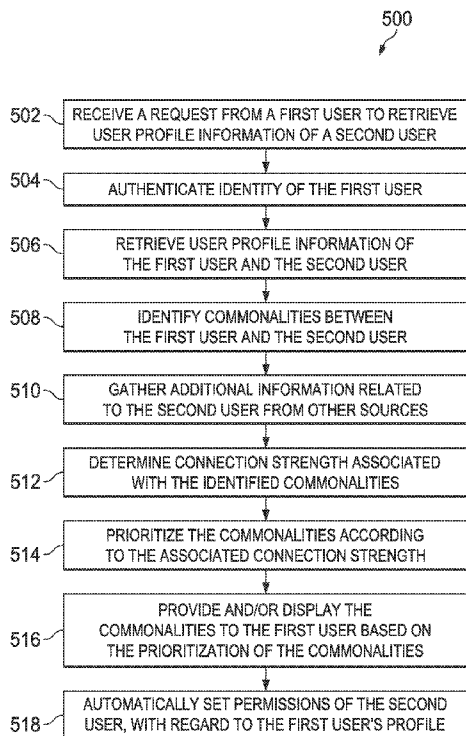 500
502
RECEIVE A REQUEST FROM A FIRST USER TO RETRIEVE
USER PROFILE INFORMATION OF A SECOND USER
504
AUTHENTICATE IDENTITY OF THE FIRST USER
506
RETRIEVE USER PROFILE INFORMATION OF
THE FIRST USER AND THE SECOND USER
508
IDENTIFY COMMONALITIES BETWEEN
THE FIRST USER AND THE SECOND USER
510
GATHER ADDITIONAL INFORMATION RELATED
TO THE SECOND USER FROM OTHER SOURCES
512
DETERMINE CONNECTION STRENGTH ASSOCIATED
WITH THE IDENTIFIED COMMONALITIES
514
PRIORITIZE THE COMMONALITIES ACCORDING
TO THE ASSOCIATED CONNECTION STRENGTH
516
PROVIDE AND/OR DISPLAY THE
COMMONALITIES TO THE FIRST USER BASED ON
THE PRIORITIZATION OF THE COMMONALITIES
518
AUTOMATICALLY SET PERMISSIONS OF THE SECOND
USER, WITH REGARD TO THE FIRST USER'S PROFILE